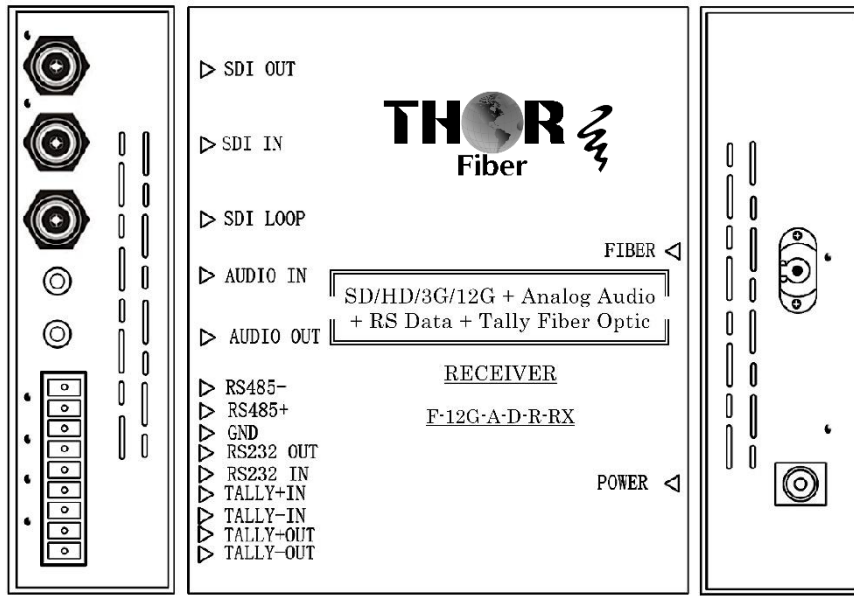 SDI OUT
SDI IN
SDI LOOP
AUDIO IN
AUDIO OUT
RS485-
RS485+
GND
RS232 OUT
RS232 IN
TALLY+IN
TALLY-IN
TALLY+OUT
TALLY-OUT
THOR
Fiber
FIBER
SD/HD/3G/12G + Analog Audio
+ RS Data + Tally Fiber Optic
RECEIVER
F-12G-A-D-R-RX
POWER